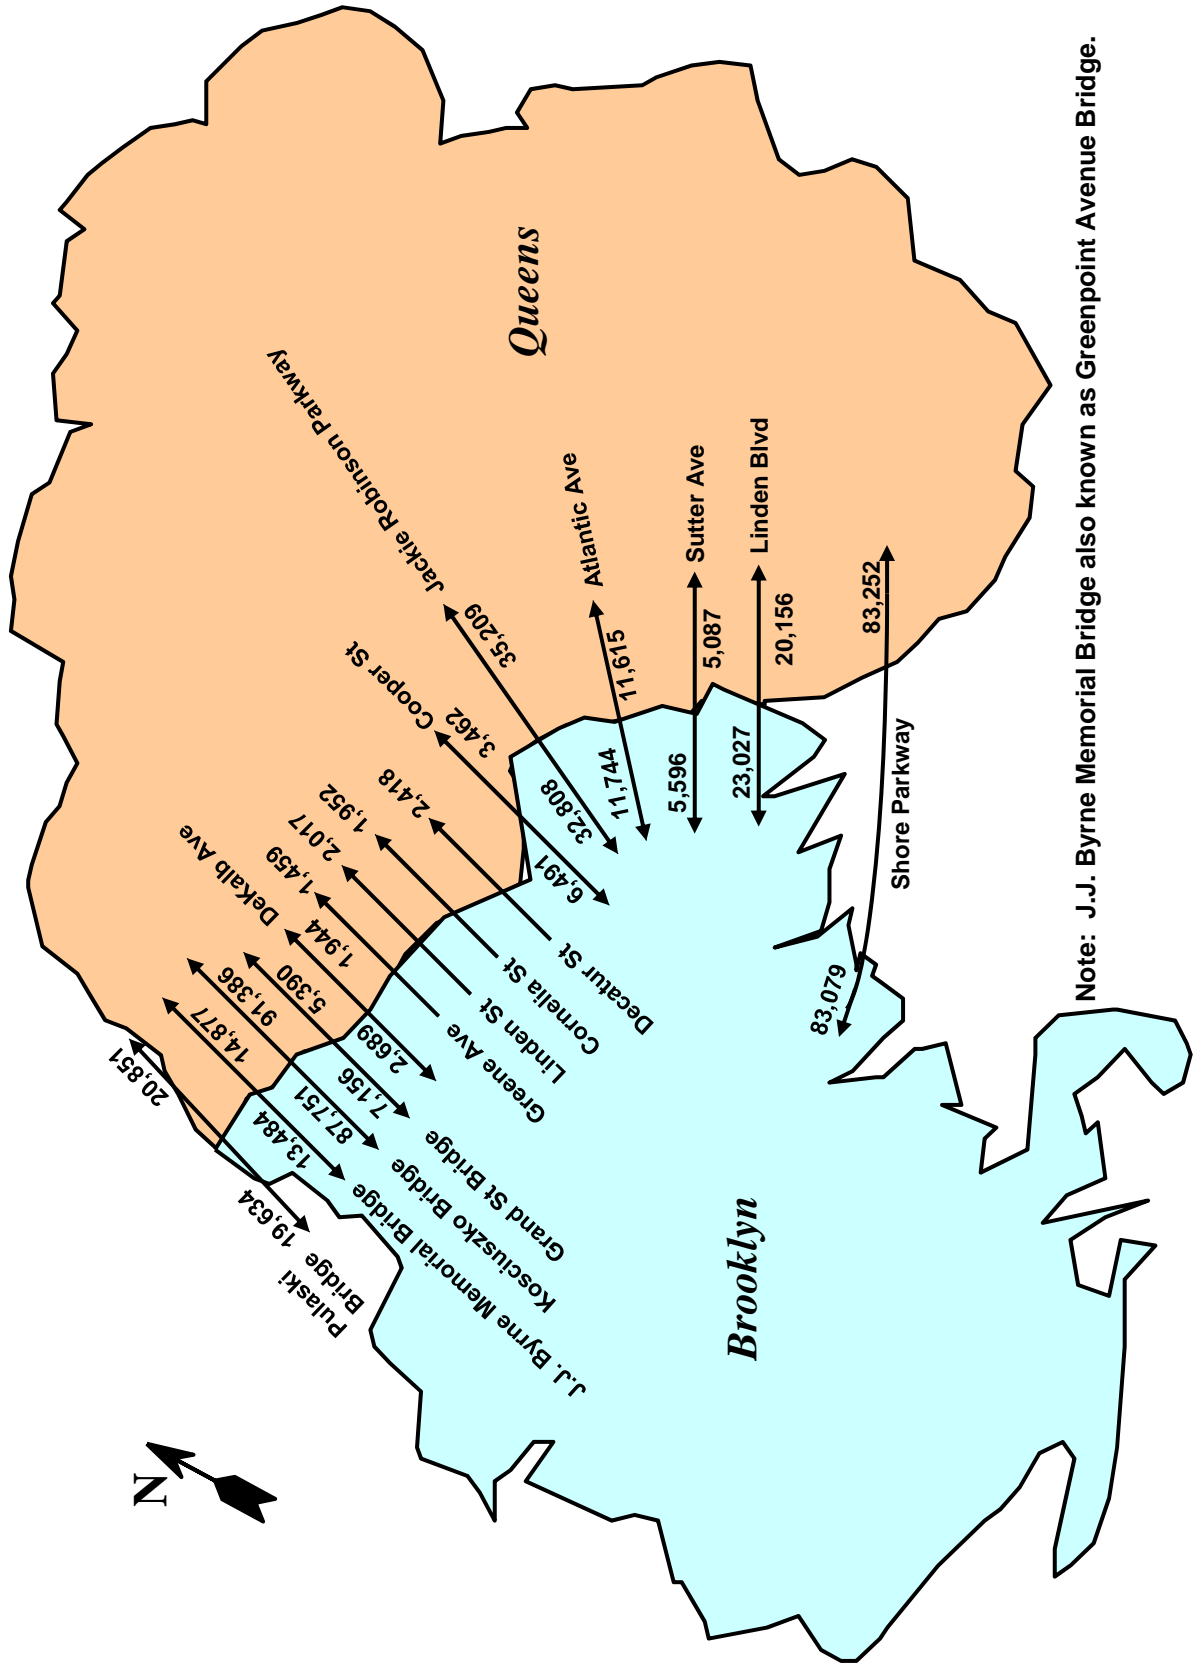 N
Queens
Brooklyn
Pulaski
Bridge
19,634
20,851
J.J. Byrne Memorial Bridge
13,484
14,877
Kosciuszko Bridge
87,751
91,386
Grand St Bridge
7,156
5,390
DeKalb Ave
2,689
1,944
Greene Ave
1,459
Linden St
2,017
Cornelia St
1,952
Decatur St
2,418
Cooper St
6,491
3,462
Jackie Robinson Parkway
32,808
35,209
Atlantic Ave
11,744
11,615
Sutter Ave
5,596
5,087
Linden Blvd
23,027
20,156
Shore Parkway
83,079
83,252
Note: J.J. Byrne Memorial Bridge also known as Greenpoint Avenue Bridge.